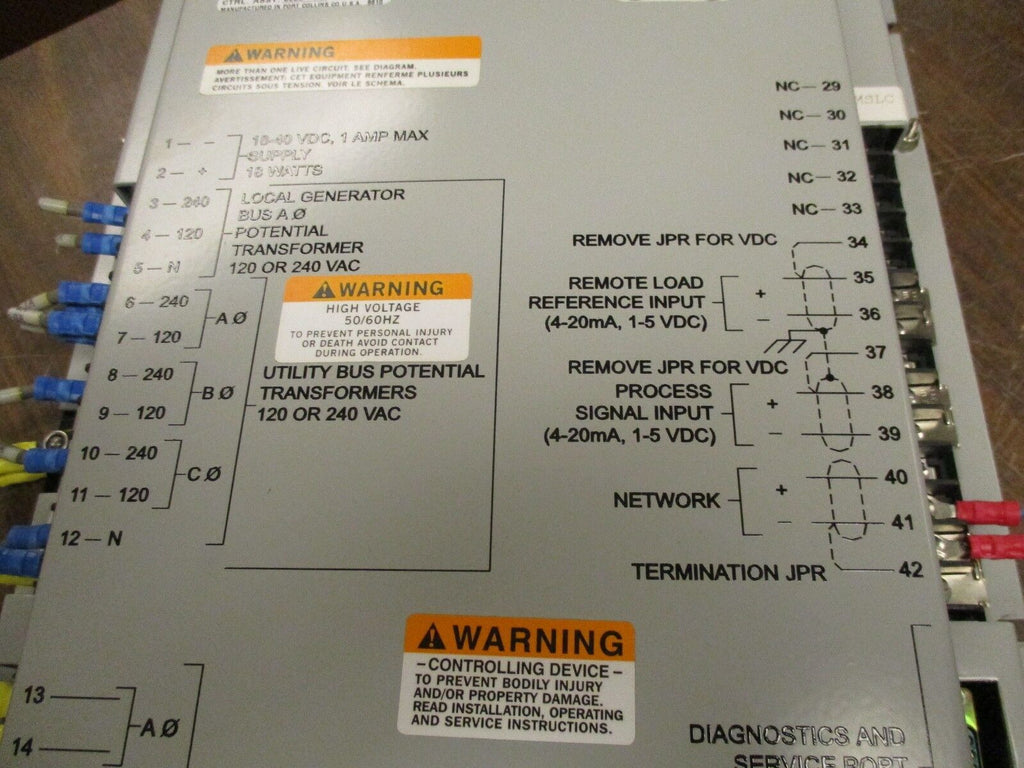 MANUFACTURED IN FORT COLLINS CO U.S.A.
WARNING
MORE THAN ONE LIVE CIRCUIT. SEE DIAGRAM.
AVERTISSEMENT: CET EQUIPMENT RENFERME PLUSIEURS
CIRCUITS SOUS TENSION. VOIR LE SCHEMA.
1 — -
2 — +
18-40 VDC, 1 AMP MAX
SUPPLY
18 WATTS
3 — 240
4 — 120
5 — N
LOCAL GENERATOR
BUS A Ø
POTENTIAL
TRANSFORMER
120 OR 240 VAC
6 — 240
7 — 120
A Ø
8 — 240
9 — 120
B Ø
10 — 240
11 — 120
C Ø
12 — N
WARNING
HIGH VOLTAGE
50/60HZ
TO PREVENT PERSONAL INJURY
OR DEATH AVOID CONTACT
DURING OPERATION.
UTILITY BUS POTENTIAL
TRANSFORMERS
120 OR 240 VAC
NC — 29
NC — 30
NC — 31
NC — 32
NC — 33
MSLC
REMOVE JPR FOR VDC
34
REMOTE LOAD
REFERENCE INPUT
(4-20mA, 1-5 VDC)
+ 35
- 36
REMOVE JPR FOR VDC
37
PROCESS
SIGNAL INPUT
(4-20mA, 1-5 VDC)
+ 38
- 39
NETWORK
+ 40
- 41
TERMINATION JPR
42
WARNING
– CONTROLLING DEVICE –
TO PREVENT BODILY INJURY
AND/OR PROPERTY DAMAGE.
READ INSTALLATION, OPERATING
AND SERVICE INSTRUCTIONS.
13
14
A Ø
DIAGNOSTICS AND
SERVICE PORT